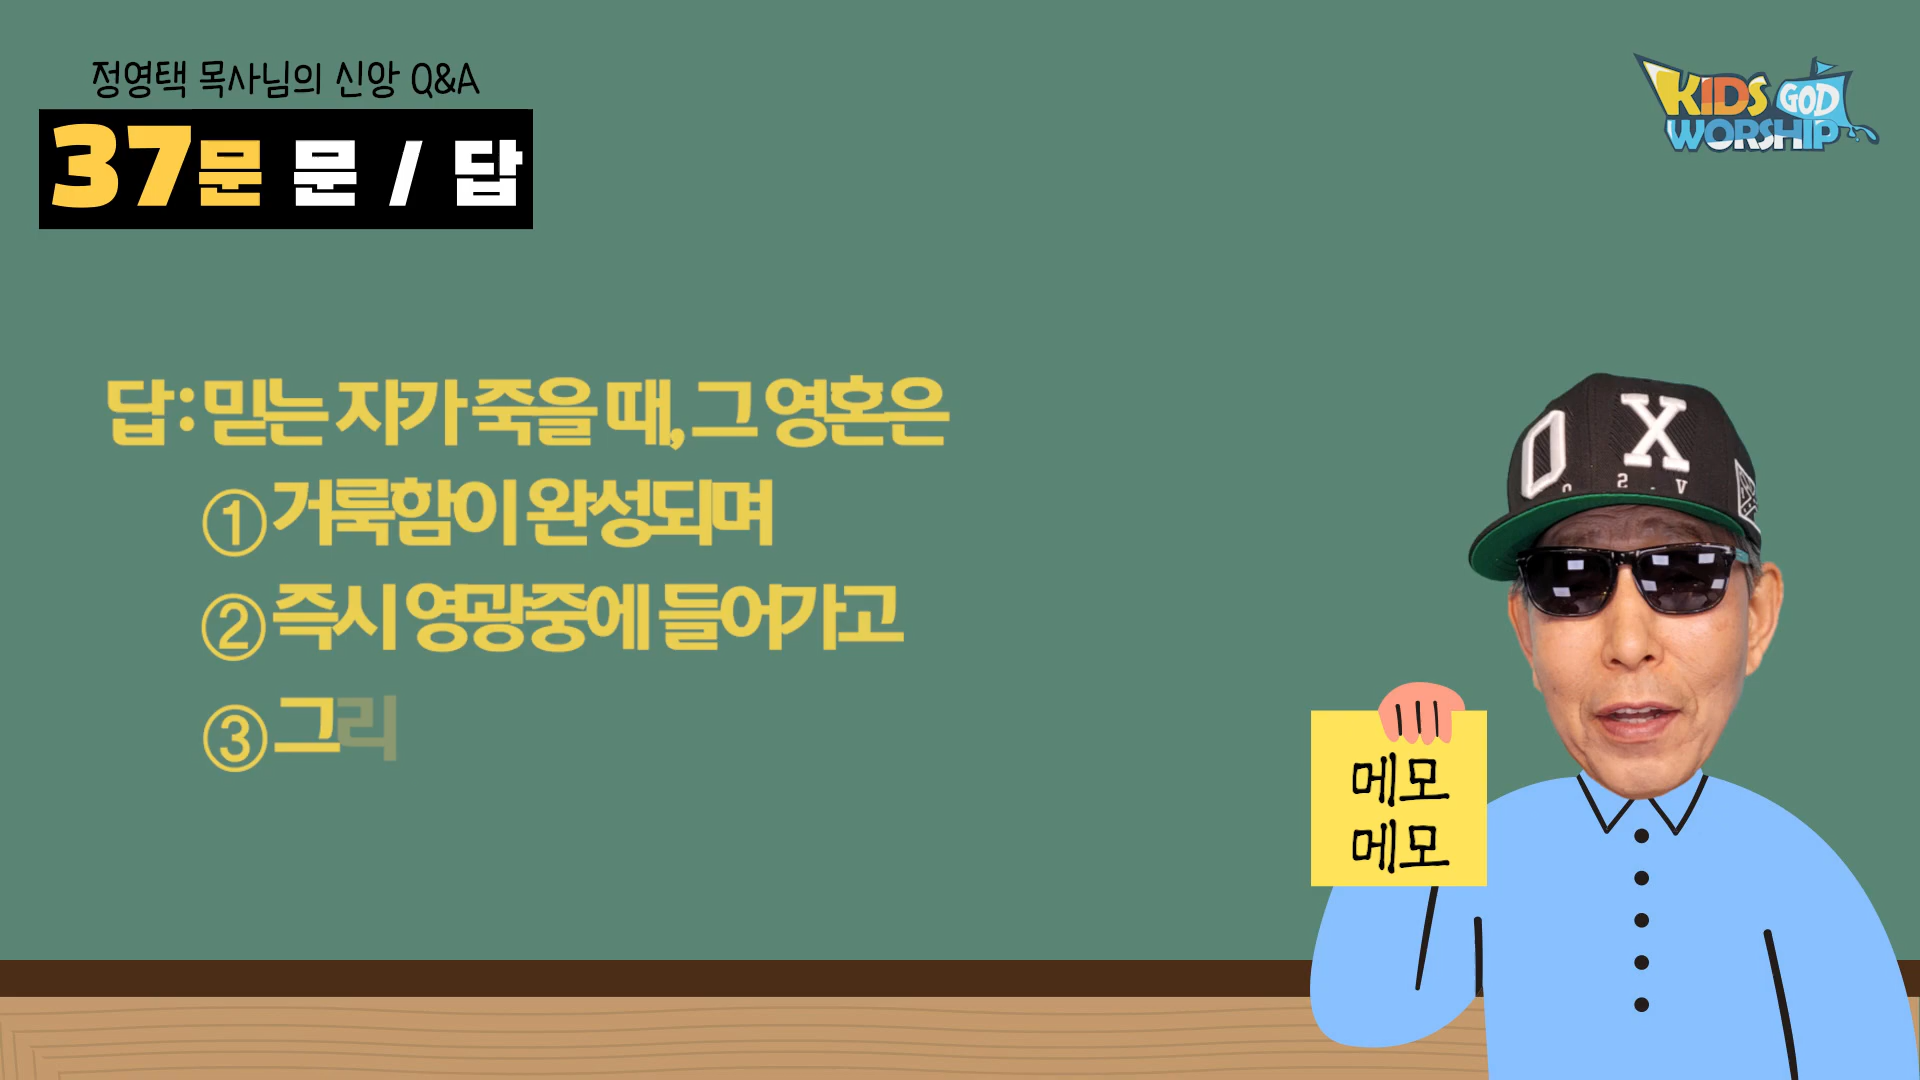 정영택 목사님의 신앙 Q&A
37문 문 / 답
KIDS GOD
WORSHIP
답 : 믿는 자가 죽을 때, 그 영혼은
① 거룩함이 완성되며
② 즉시 영광중에 들어가고
③ 그리
O X
2 . V
메모
메모